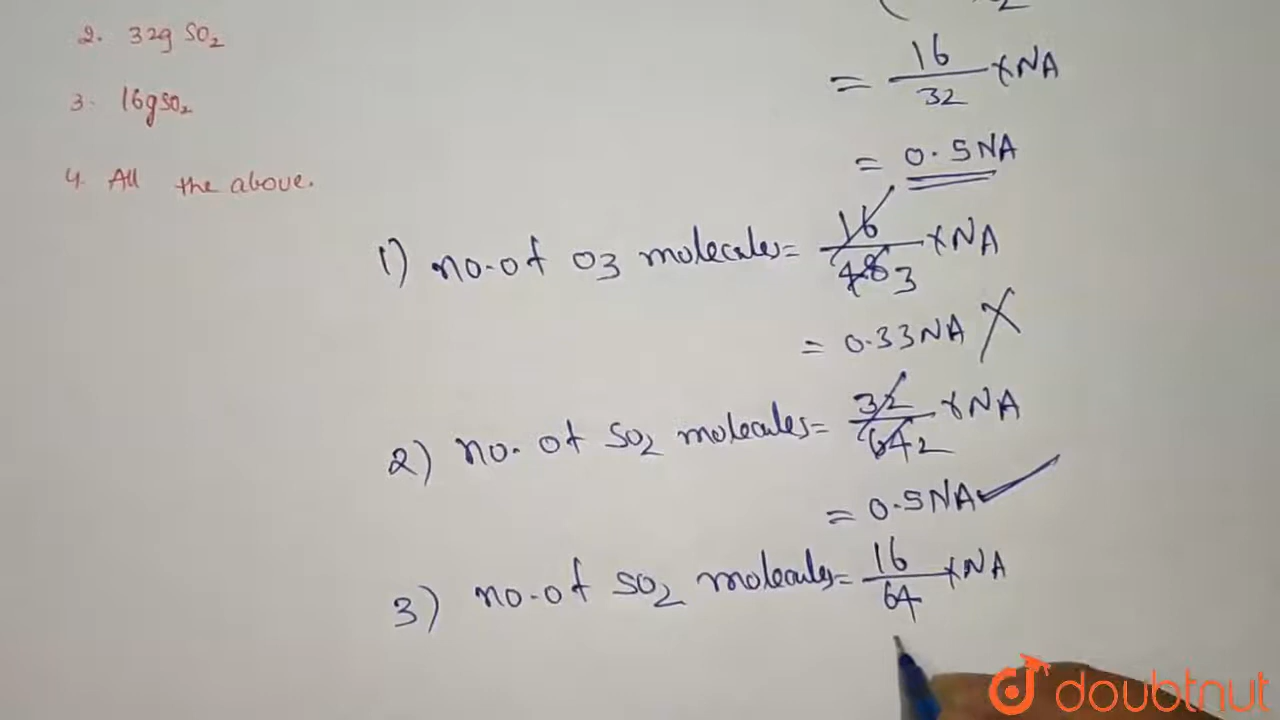 2. 32g SO2
3. 16g SO2
4. All the above.
= 16/32 × NA
= 0.5NA
1) no. of O3 molecules = 16/48 3 × NA
= 0.33NA X
2) no. of SO2 molecules = 32/64 2 × NA
= 0.5NA ✓
3) no. of SO2 molecules = 16/64 × NA
doubtnut